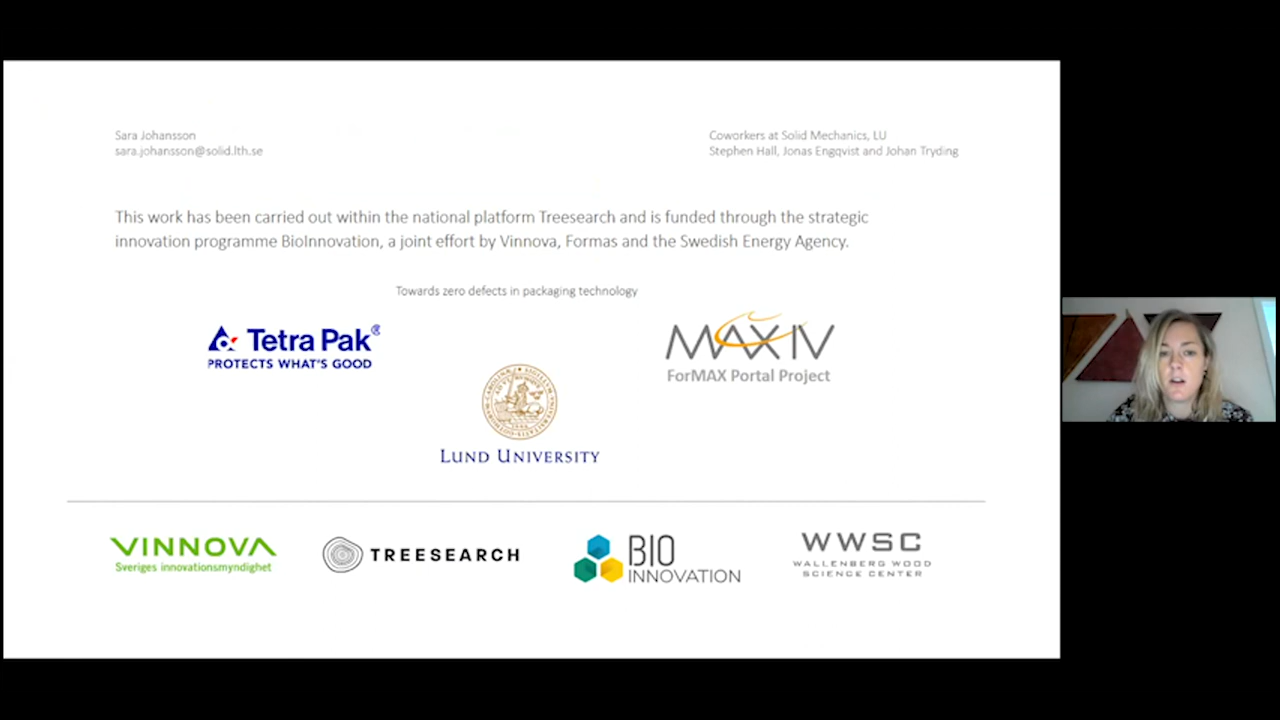 Sara Johansson
sara.johansson@solid.lth.se
Coworkers at Solid Mechanics, LU
Stephen Hall, Jonas Engqvist and Johan Tryding
This work has been carried out within the national platform Treesearch and is funded through the strategic
innovation programme BioInnovation, a joint effort by Vinnova, Formas and the Swedish Energy Agency.
Towards zero defects in packaging technology
Tetra Pak®
PROTECTS WHAT'S GOOD
MAX IV
ForMAX Portal Project
LUND UNIVERSITY
VINNOVA
Sveriges innovationsmyndighet
TREESEARCH
BIO
INNOVATION
WWSC
WALLENBERG WOOD
SCIENCE CENTER